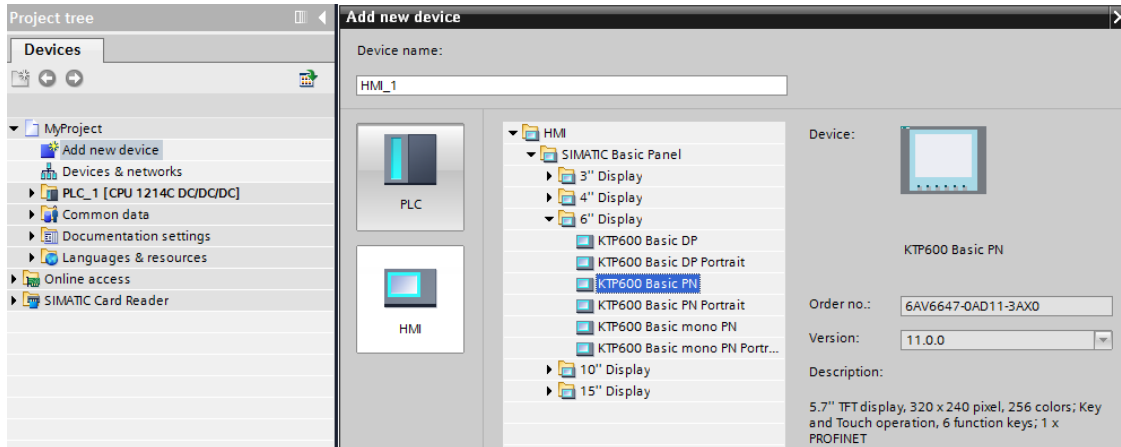 Project tree
Devices
MyProject
Add new device
Devices & networks
PLC_1 [CPU 1214C DC/DC/DC]
Common data
Documentation settings
Languages & resources
Online access
SIMATIC Card Reader
Add new device
Device name:
HMI_1
PLC
HMI
HMI
SIMATIC Basic Panel
3'' Display
4'' Display
6'' Display
KTP600 Basic DP
KTP600 Basic DP Portrait
KTP600 Basic PN
KTP600 Basic PN Portrait
KTP600 Basic mono PN
KTP600 Basic mono PN Portr...
10'' Display
15'' Display
Device:
KTP600 Basic PN
Order no.: 6AV6647-0AD11-3AX0
Version: 11.0.0
Description:
5.7'' TFT display, 320 x 240 pixel, 256 colors; Key
and Touch operation, 6 function keys; 1 x
PROFINET